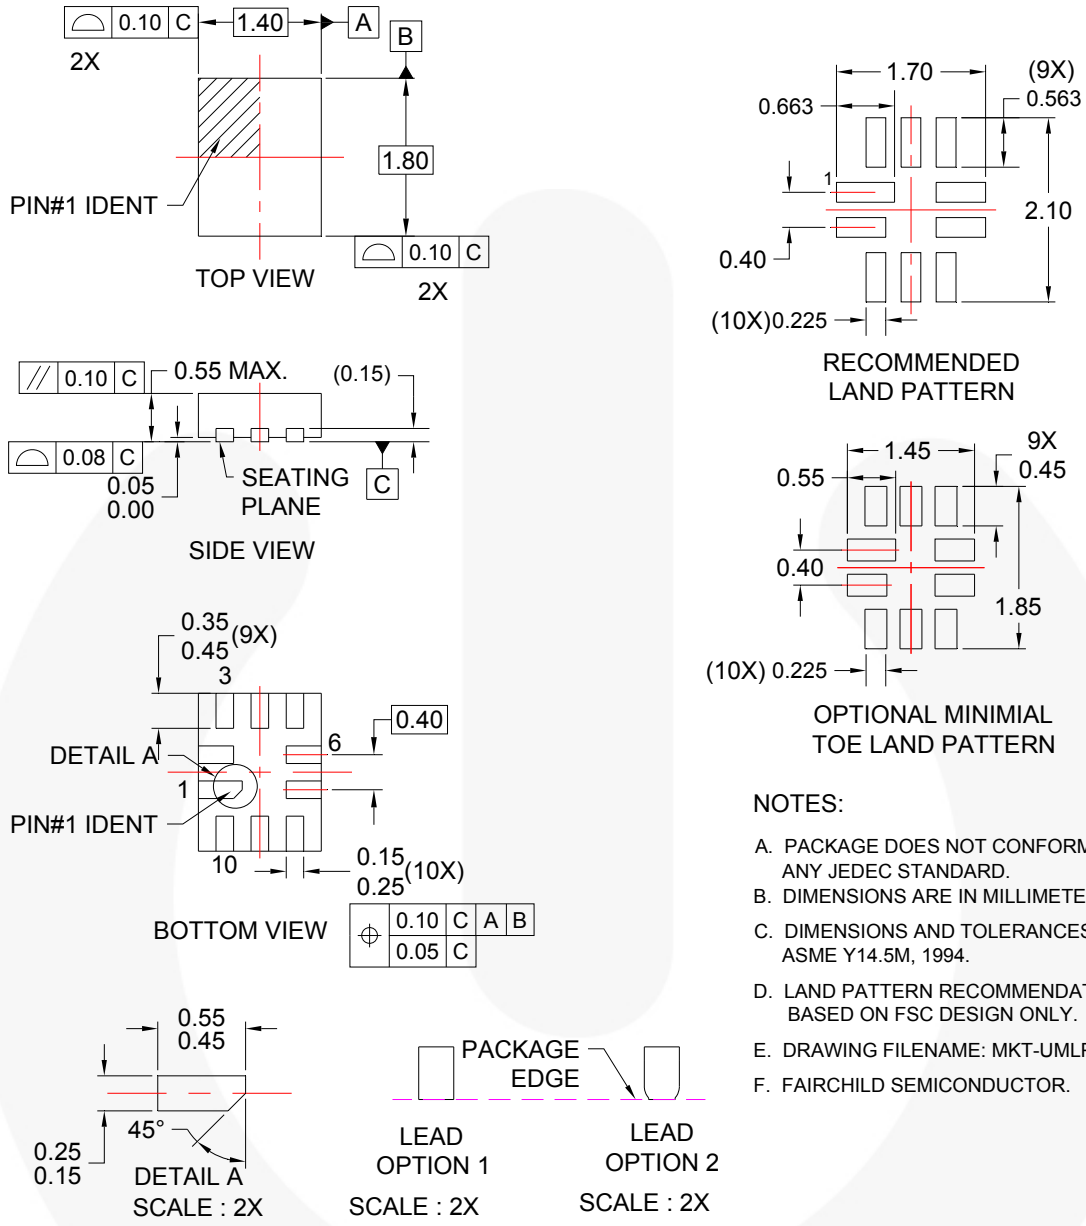 0.10 C
1.40
A
B
2X
1.80
PIN#1 IDENT
0.10 C
TOP VIEW
2X
0.10 C
0.55 MAX.
(0.15)
0.08 C
0.05
0.00
SEATING
PLANE
C
SIDE VIEW
0.35
0.45
(9X)
3
0.40
6
DETAIL A
1
PIN#1 IDENT
10
0.15
0.25
(10X)
BOTTOM VIEW
0.10 C A B
0.05 C
0.55
0.45
45°
0.25
0.15
DETAIL A
SCALE : 2X
PACKAGE
EDGE
LEAD
OPTION 1
SCALE : 2X
LEAD
OPTION 2
SCALE : 2X
1.70
(9X)
0.563
0.663
1
2.10
0.40
(10X) 0.225
RECOMMENDED
LAND PATTERN
1.45
9X
0.45
0.55
0.40
1.85
(10X) 0.225
OPTIONAL MINIMIAL
TOE LAND PATTERN
NOTES:
A. PACKAGE DOES NOT CONFORM
ANY JEDEC STANDARD.
B. DIMENSIONS ARE IN MILLIMETE
C. DIMENSIONS AND TOLERANCES
ASME Y14.5M, 1994.
D. LAND PATTERN RECOMMENDAT
BASED ON FSC DESIGN ONLY.
E. DRAWING FILENAME: MKT-UMLP
F. FAIRCHILD SEMICONDUCTOR.